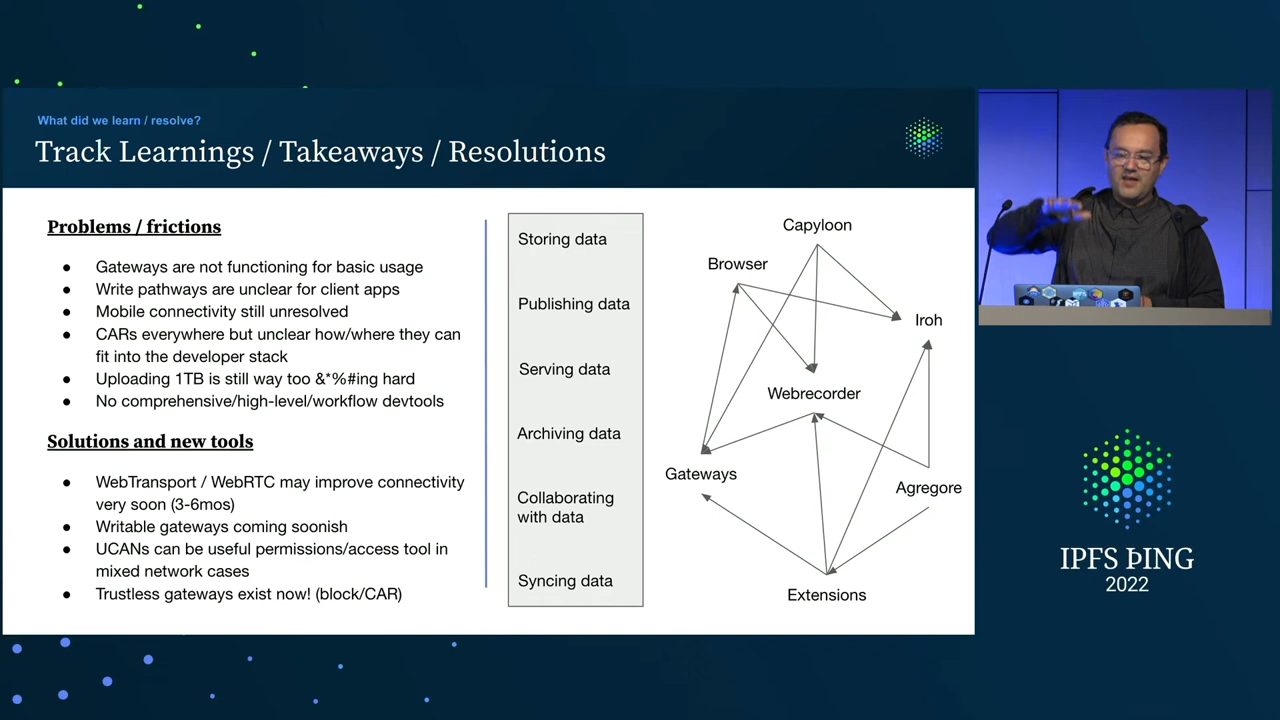 What did we learn / resolve?
Track Learnings / Takeaways / Resolutions
Problems / frictions
● Gateways are not functioning for basic usage
● Write pathways are unclear for client apps
● Mobile connectivity still unresolved
● CARs everywhere but unclear how/where they can
fit into the developer stack
● Uploading 1TB is still way too &*%#ing hard
● No comprehensive/high-level/workflow devtools
Solutions and new tools
● WebTransport / WebRTC may improve connectivity
very soon (3-6mos)
● Writable gateways coming soonish
● UCANs can be useful permissions/access tool in
mixed network cases
● Trustless gateways exist now! (block/CAR)
Storing data
Publishing data
Serving data
Archiving data
Collaborating
with data
Syncing data
Capyloon
Browser
Iroh
Webrecorder
Gateways
Agregore
Extensions
IPFS ÞING
2022